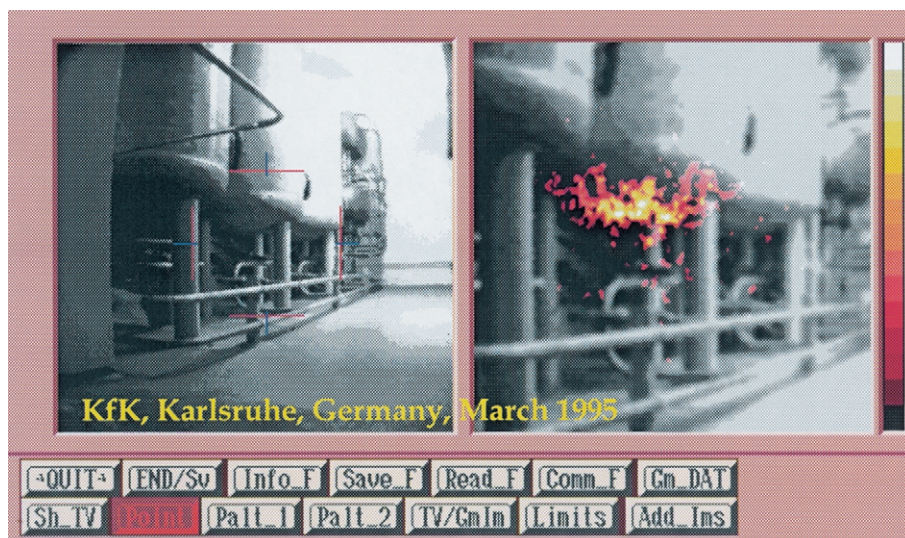 KfK, Karlsruhe, Germany, March 1995
QUIT END/Sv Info_F Save_F Read_F Comm_F Gm_DAT
Sh_TV Palt_1 Palt_2 TV/GmIm Limits Add_Ims